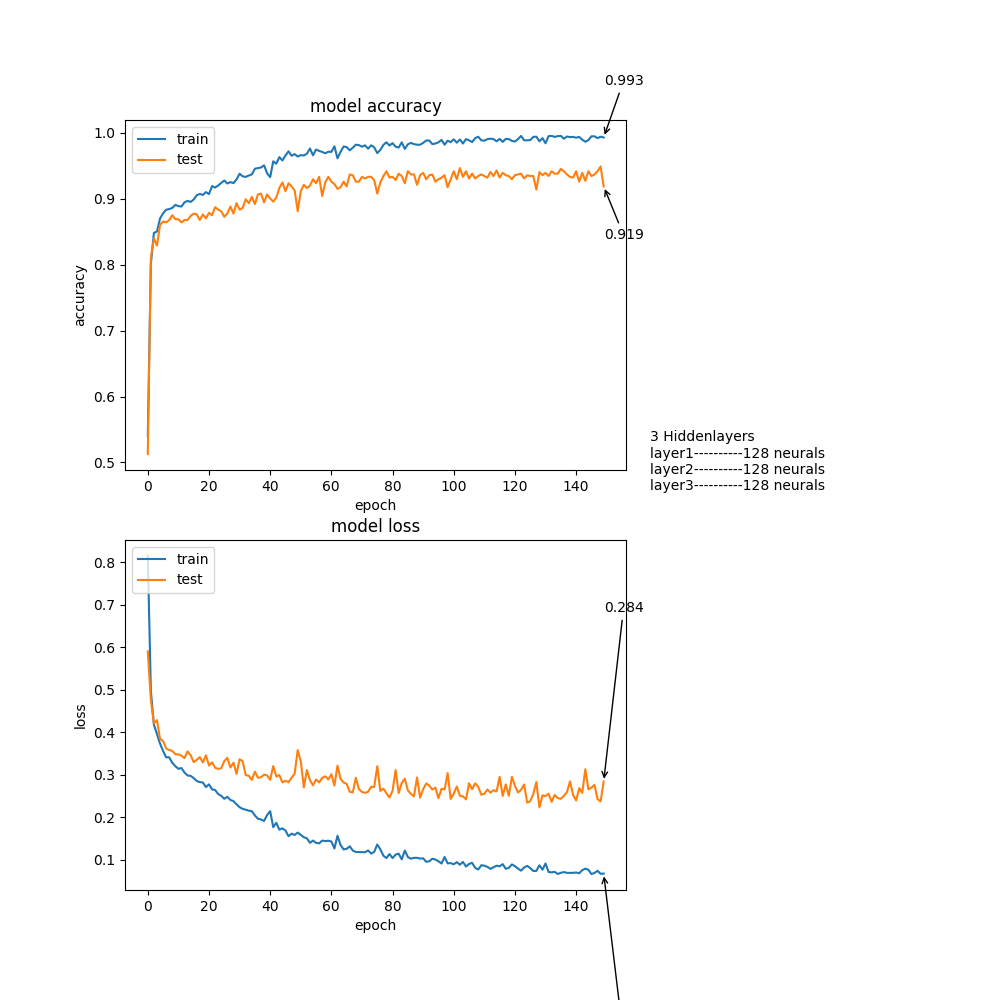 0.993
model accuracy
train
test
1.0
0.9
0.8
0.7
0.6
0.5
accuracy
0.919
0 20 40 60 80 100 120 140
epoch
3 Hiddenlayers
layer1----------128 neurals
layer2----------128 neurals
layer3----------128 neurals
model loss
train
test
0.8
0.7
0.6
0.5
0.4
0.3
0.2
0.1
loss
0.284
0 20 40 60 80 100 120 140
epoch